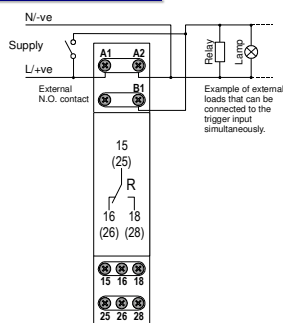 N/-ve
Supply
L/+ve
External
N.O. contact
A1 A2
B1
Relay
Lamp
Example of external
loads that can be
connected to the
trigger input
simultaneously.
15
(25)
R
16 18
(26) (28)
15 16 18
25 26 28